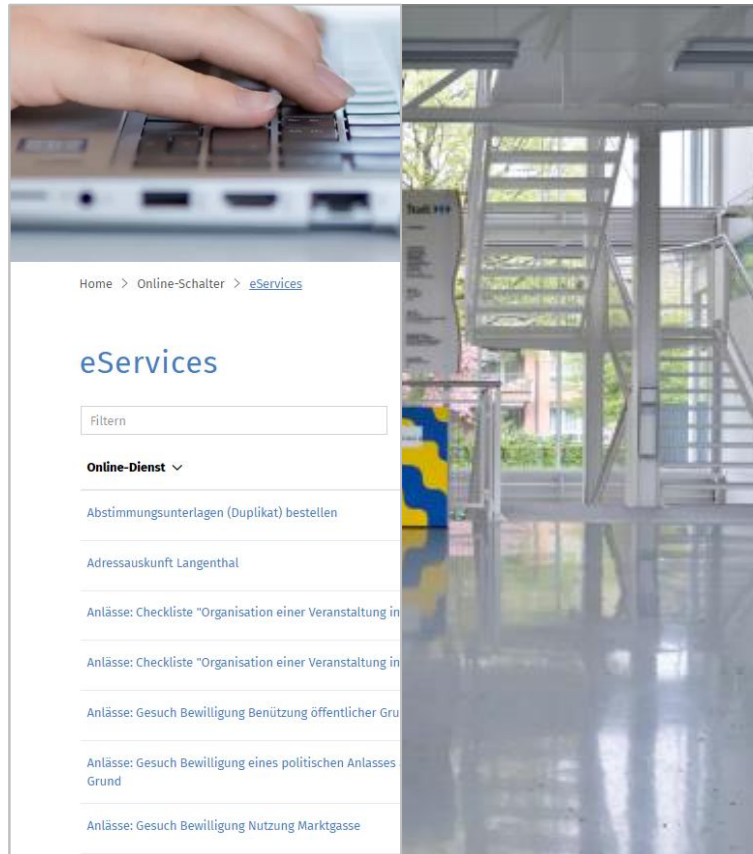 Home > Online-Schalter > eServices
eServices
Filtern
Online-Dienst
Abstimmungsunterlagen (Duplikat) bestellen
Adressauskunft Langenthal
Anlässe: Checkliste "Organisation einer Veranstaltung in
Anlässe: Checkliste "Organisation einer Veranstaltung in
Anlässe: Gesuch Bewilligung Benützung öffentlicher Gru
Anlässe: Gesuch Bewilligung eines politischen Anlasses
Grund
Anlässe: Gesuch Bewilligung Nutzung Marktgasse